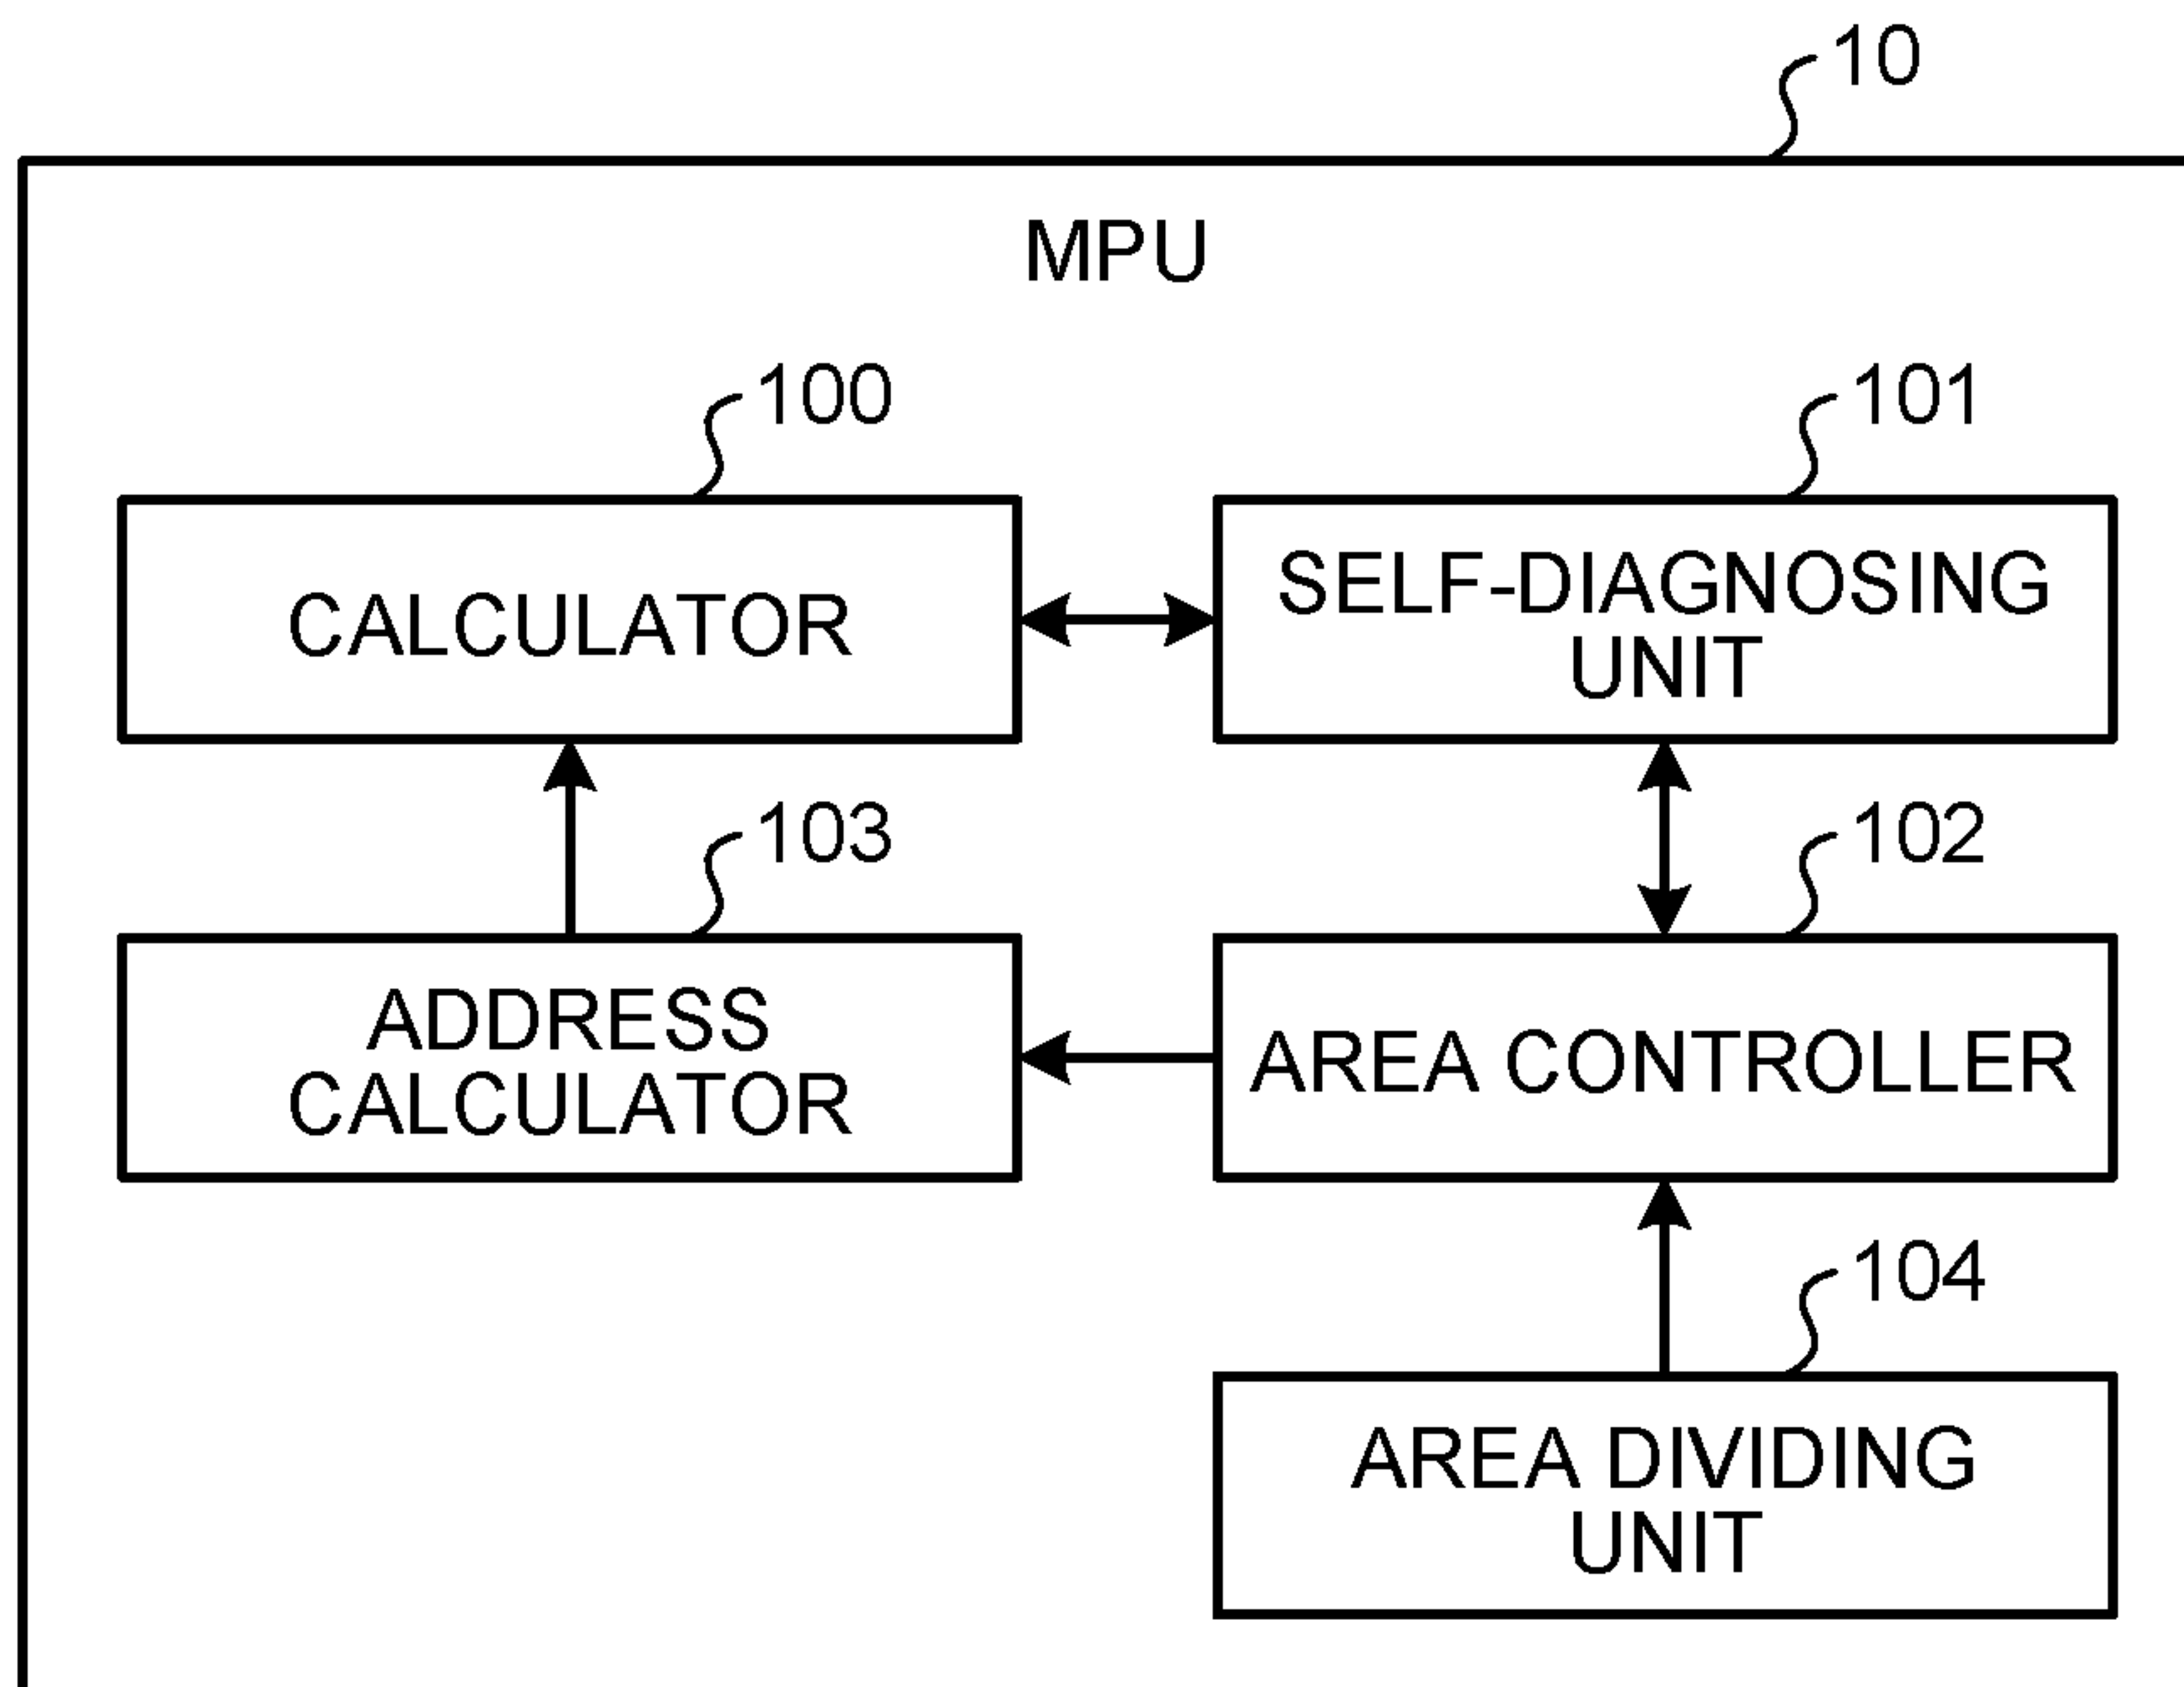 10
MPU
100
101
CALCULATOR
SELF-DIAGNOSING
UNIT
103
102
ADDRESS
CALCULATOR
AREA CONTROLLER
104
AREA DIVIDING
UNIT